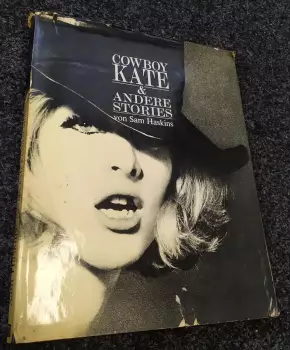 COWBOY
KATE
&
ANDERE
STORIES
von Sam Haskins